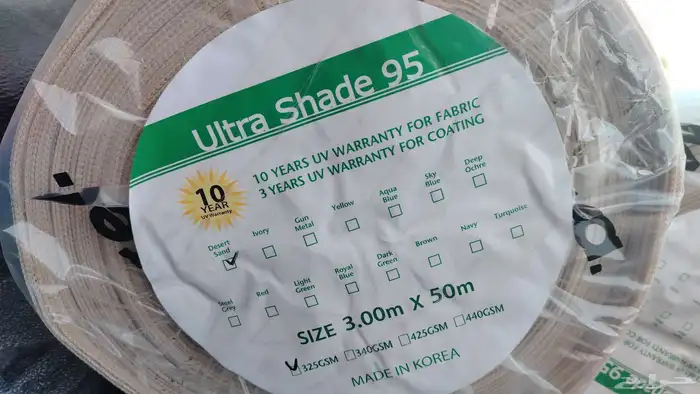 Ultra Shade 95
10 YEARS UV WARRANTY FOR FABRIC
3 YEARS UV WARRANTY FOR COATING
10
YEAR
UV Warranty
Desert Sand
Ivory
Gun Metal
Yellow
Aqua Blue
Sky Blue
Deep Ochre
Steel Grey
Red
Light Green
Royal Blue
Dark Green
Brown
Navy
Turquoise
SIZE 3.00m X 50m
325GSM 340GSM 425GSM 440GSM
MADE IN KOREA